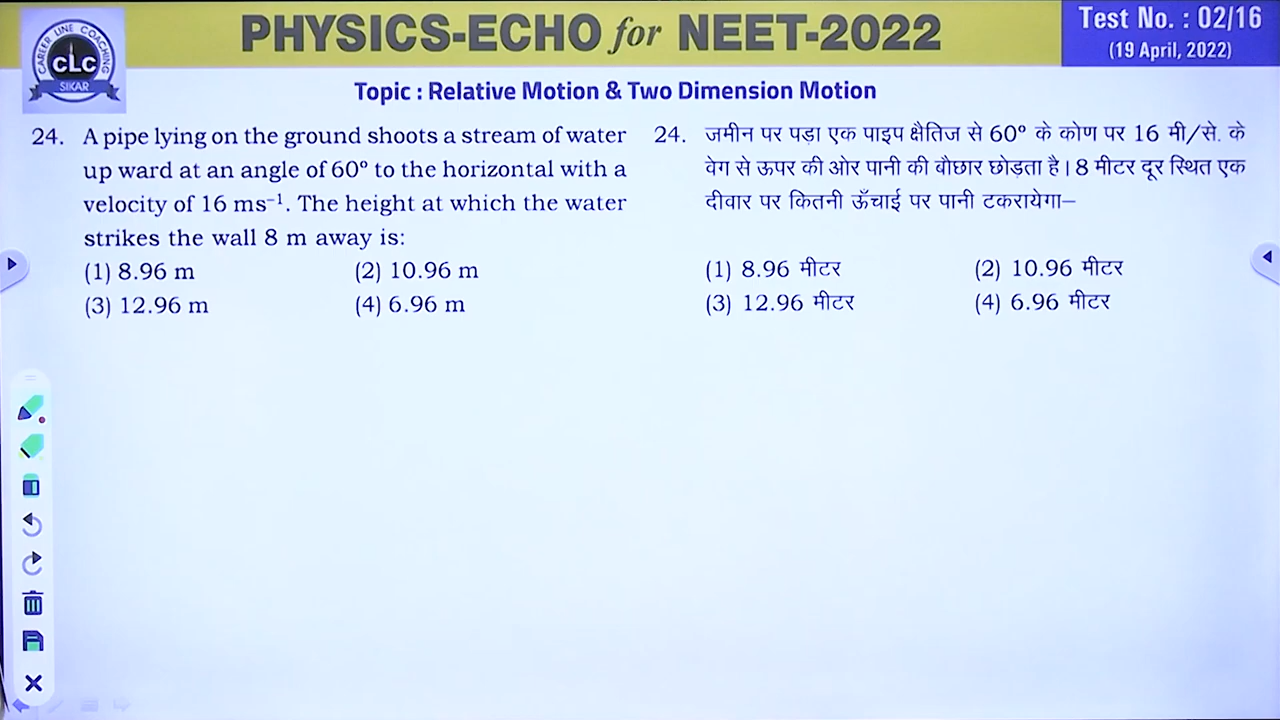 CAREER LINE COACHING
CLC
SIKAR
PHYSICS-ECHO for NEET-2022
Test No. : 02/16
(19 April, 2022)
Topic : Relative Motion & Two Dimension Motion
24. A pipe lying on the ground shoots a stream of water
up ward at an angle of 60º to the horizontal with a
velocity of 16 ms⁻¹. The height at which the water
strikes the wall 8 m away is:
(1) 8.96 m (2) 10.96 m
(3) 12.96 m (4) 6.96 m
24. जमीन पर पड़ा एक पाइप क्षैतिज से 60º के कोण पर 16 मी/से. के
वेग से ऊपर की ओर पानी की बौछार छोड़ता है। 8 मीटर दूर स्थित एक
दीवार पर कितनी ऊँचाई पर पानी टकरायेगा–
(1) 8.96 मीटर (2) 10.96 मीटर
(3) 12.96 मीटर (4) 6.96 मीटर